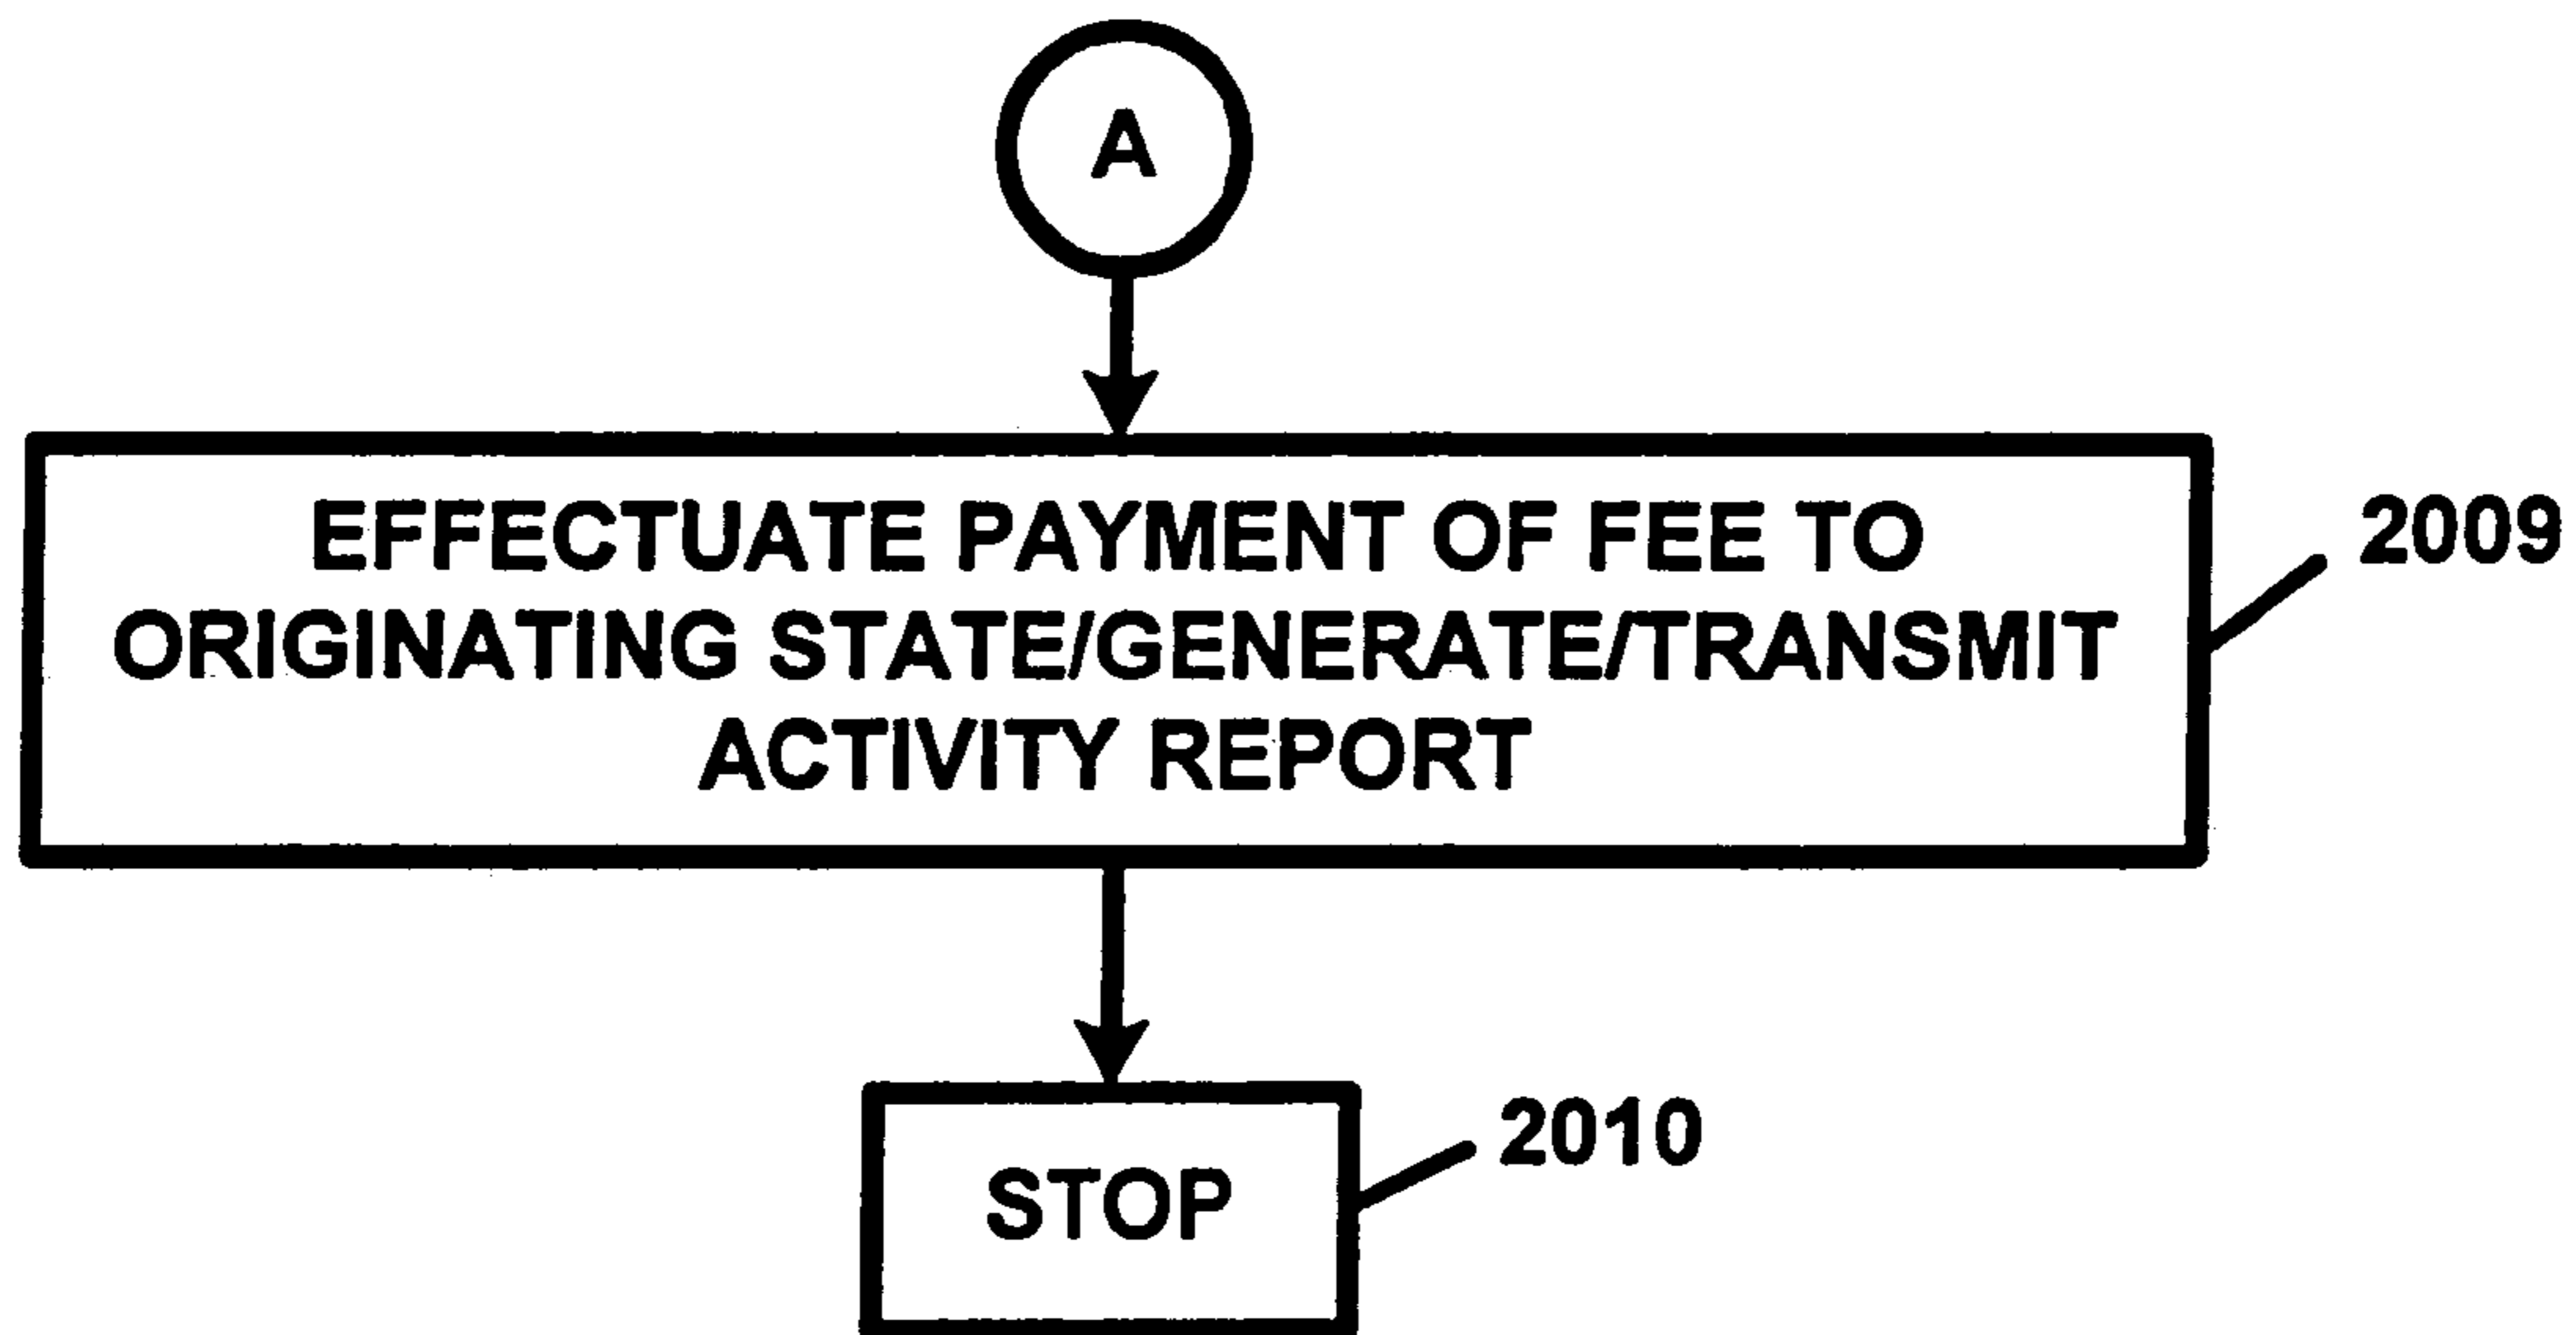 A
EFFECTUATE PAYMENT OF FEE TO
ORIGINATING STATE/GENERATE/TRANSMIT
ACTIVITY REPORT
2009
STOP
2010